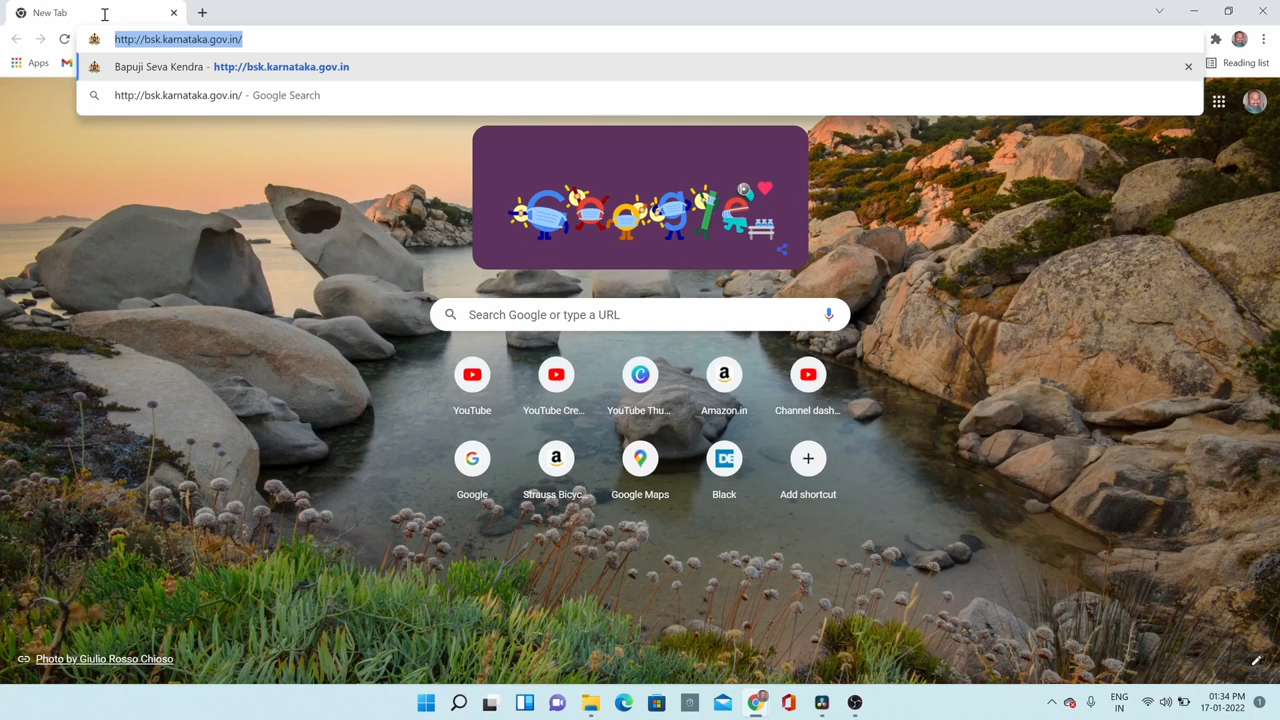 New Tab
http://bsk.karnataka.gov.in/
Bapuji Seva Kendra - http://bsk.karnataka.gov.in
http://bsk.karnataka.gov.in/ - Google Search
Apps
Reading list
Google
Search Google or type a URL
YouTube
YouTube Cre...
YouTube Thu...
Amazon.in
Channel dash...
Google
Strauss Bicyc...
Google Maps
Black
Add shortcut
Photo by Giulio Rosso Chioso
ENG
IN
01:34 PM
17-01-2022